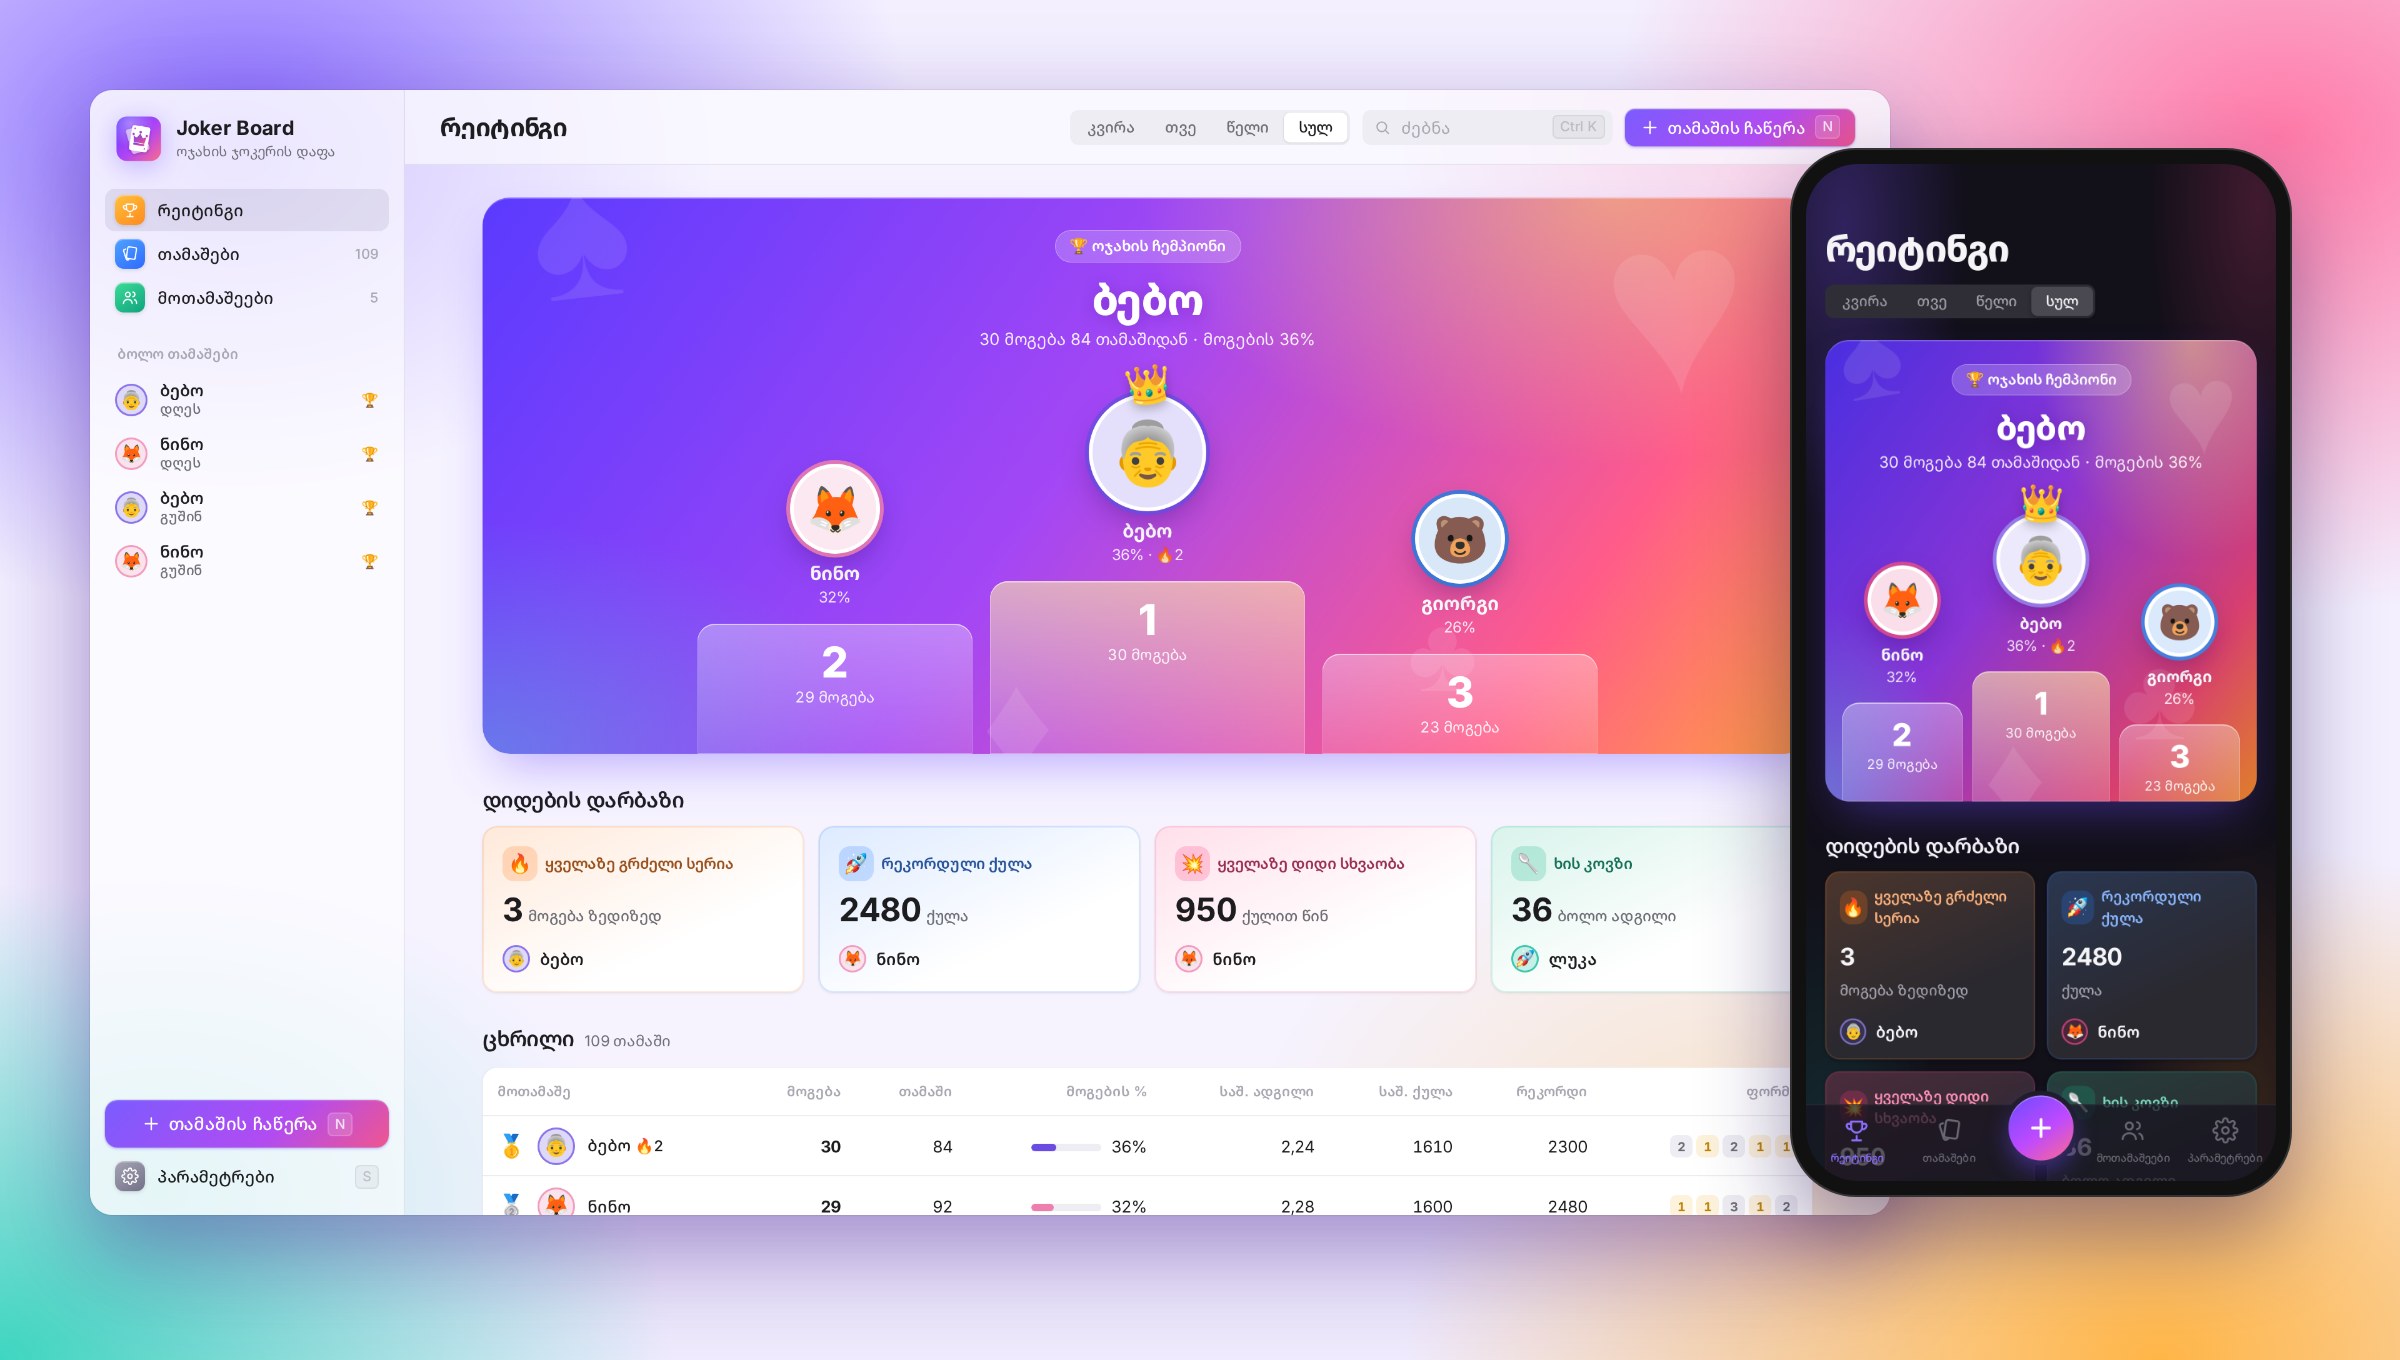 Joker Board
ოჯახის ჯოკერის დაფა
რეიტინგი
თამაშები 109
მოთამაშეები 5
ბოლო თამაშები
ბებო
დღეს
ნინო
დღეს
ბებო
გუშინ
ნინო
გუშინ
+ თამაშის ჩაწერა N
პარამეტრები S
რეიტინგი
კვირა თვე წელი სულ
ძებნა Ctrl K
+ თამაშის ჩაწერა N
ოჯახის ჩემპიონი
ბებო
30 მოგება 84 თამაშიდან · მოგების 36%
ნინო
32%
2
29 მოგება
ბებო
36% · 🔥2
1
30 მოგება
გიორგი
26%
3
23 მოგება
დიდების დარბაზი
ყველაზე გრძელი სერია
3 მოგება ზედიზედ
ბებო
რეკორდული ქულა
2480 ქულა
ნინო
ყველაზე დიდი სხვაობა
950 ქულით წინ
ნინო
ხის კოვზი
36 ბოლო ადგილი
ლუკა
ცხრილი 109 თამაში
მოთამაშე მოგება თამაში მოგების % საშ. ადგილი საშ. ქულა რეკორდი
ბებო 🔥2 30 84 36% 2,24 1610 2300 2 1 2 1 1
ნინო 29 92 32% 2,28 1600 2480 1 1 3 1 2
რეიტინგი
კვირა თვე წელი სულ
ოჯახის ჩემპიონი
ბებო
30 მოგება 84 თამაშიდან · მოგების 36%
ნინო
32%
2
29 მოგება
ბებო
36% · 🔥2
1
30 მოგება
გიორგი
26%
3
23 მოგება
დიდების დარბაზი
ყველაზე გრძელი
სერია
3
მოგება ზედიზედ
ბებო
რეკორდული
ქულა
2480
ქულა
ნინო
ყველაზე დიდი
სხვაობა
950
ხის კოვზი
ბოლო ადგილი
რეიტინგი თამაშები + მოთამაშეები პარამეტრები